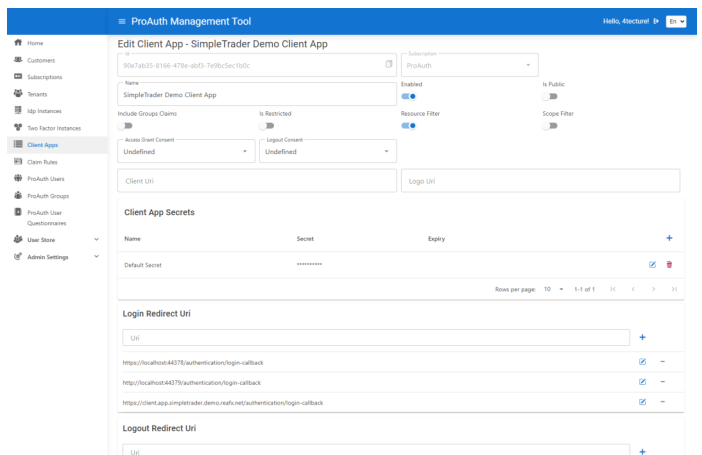 ≡ ProAuth Management Tool
Hello, 4tecture!
En
Home
Customers
Subscriptions
Tenants
Idp Instances
Two Factor Instances
Client Apps
Claim Rules
ProAuth Users
ProAuth Groups
ProAuth User
Questionnaires
User Store
Admin Settings
Edit Client App - SimpleTrader Demo Client App
Id
90e7ab35-8166-478e-abf3-7e9bc5ec1b0c
Subscription
ProAuth
Name
SimpleTrader Demo Client App
Enabled
Is Public
Include Groups Claims
Is Restricted
Resource Filter
Scope Filter
Access Grant Consent
Undefined
Logout Consent
Undefined
Client Uri
Logo Uri
Client App Secrets
Name Secret Expiry
+
Default Secret **********
Rows per page: 10 1-1 of 1
Login Redirect Uri
Uri
+
https://localhost:44378/authentication/login-callback
http://localhost:44379/authentication/login-callback
https://client.app.simpletrader.demo.reafx.net/authentication/login-callback
Logout Redirect Uri
Uri
+